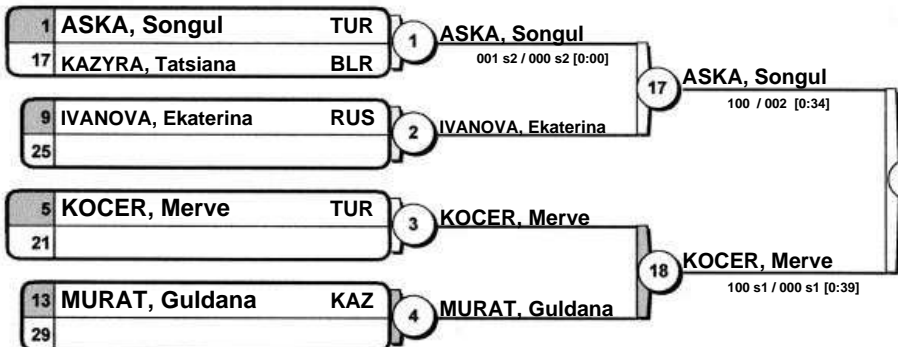 1 ASKA, Songul TUR
17 KAZYRA, Tatsiana BLR
1
ASKA, Songul
001 s2 / 000 s2 [0:00]
9 IVANOVA, Ekaterina RUS
25
2
IVANOVA, Ekaterina
17
ASKA, Songul
100 / 002 [0:34]
5 KOCER, Merve TUR
21
3
KOCER, Merve
13 MURAT, Guldana KAZ
29
4
MURAT, Guldana
18
KOCER, Merve
100 s1 / 000 s1 [0:39]